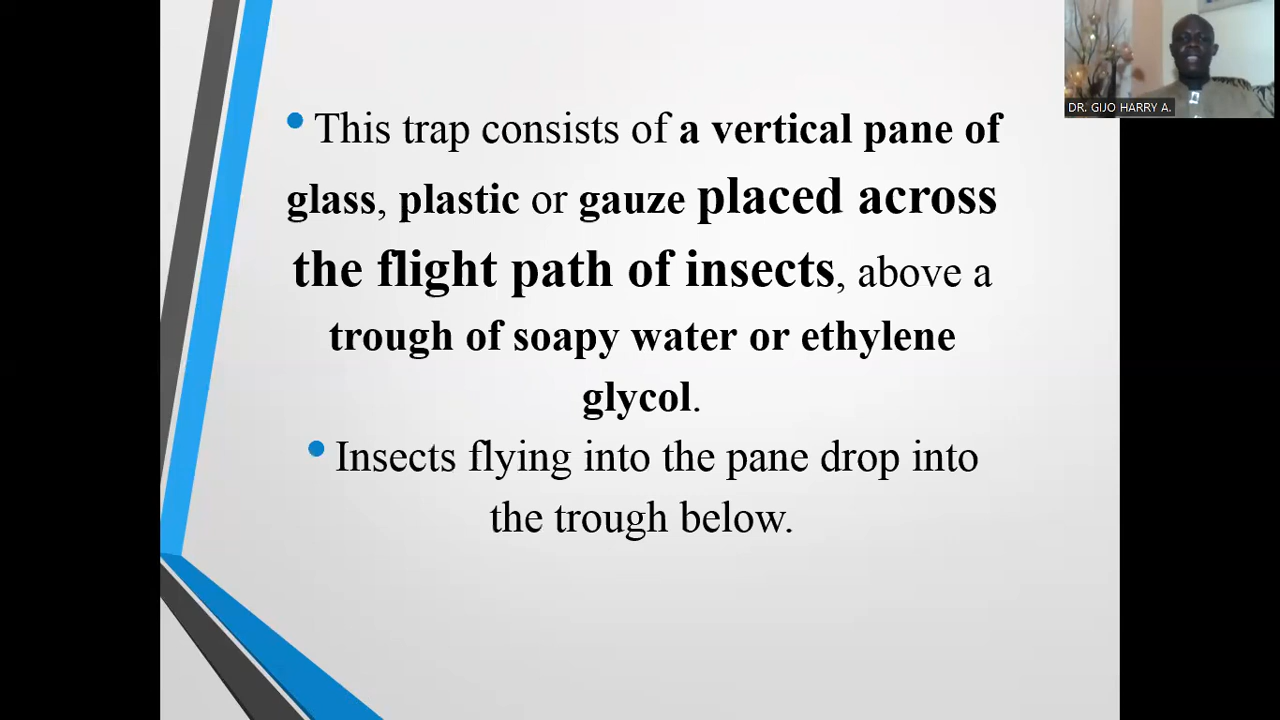 DR. GIJO HARRY A.
• This trap consists of a vertical pane of
glass, plastic or gauze placed across
the flight path of insects, above a
trough of soapy water or ethylene
glycol.
• Insects flying into the pane drop into
the trough below.